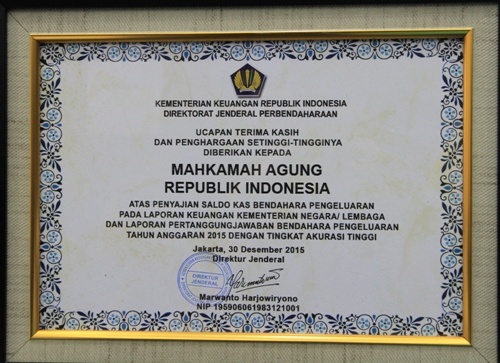 KEMENTERIAN KEUANGAN REPUBLIK INDONESIA
DIREKTORAT JENDERAL PERBENDAHARAAN
UCAPAN TERIMA KASIH
DAN PENGHARGAAN SETINGGI-TINGGINYA
DIBERIKAN KEPADA
MAHKAMAH AGUNG
REPUBLIK INDONESIA
ATAS PENYAJIAN SALDO KAS BENDAHARA PENGELUARAN
PADA LAPORAN KEUANGAN KEMENTERIAN NEGARA/ LEMBAGA
DAN LAPORAN PERTANGGUNGJAWABAN BENDAHARA PENGELUARAN
TAHUN ANGGARAN 2015 DENGAN TINGKAT AKURASI TINGGI
Jakarta, 30 Desember 2015
Direktur Jenderal
DIREKTUR
JENDERAL
Marwanto Harjowiryono
NIP 195906061983121001